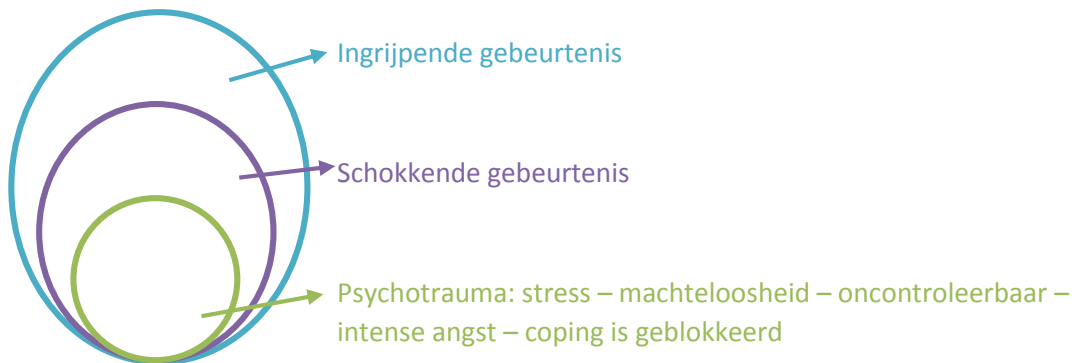 Ingrijpende gebeurtenis
Schokkende gebeurtenis
Psychotrauma: stress – machteloosheid – oncontroleerbaar –
intense angst – coping is geblokkeerd